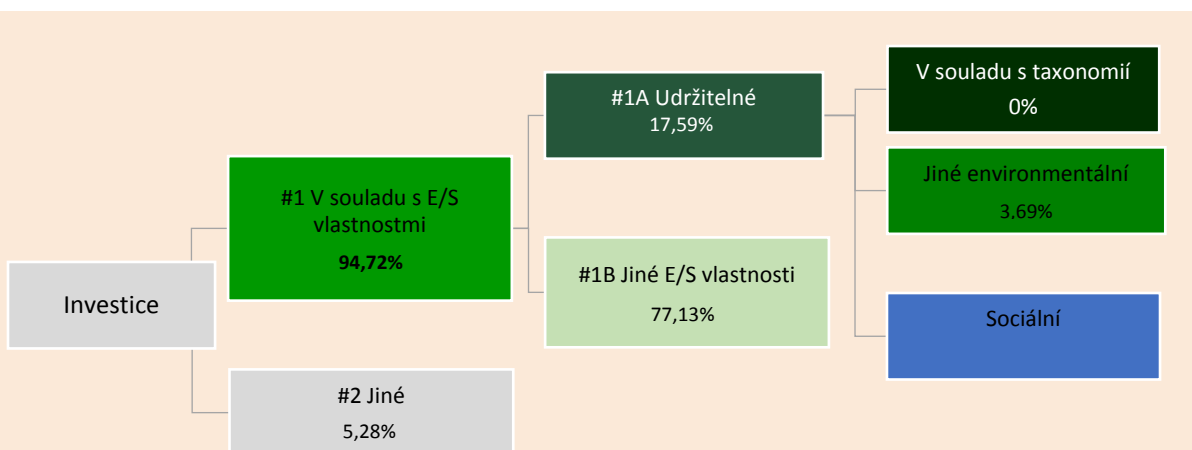 Investice
#1 V souladu s E/S
vlastnostmi
94,72%
#2 Jiné
5,28%
#1A Udržitelné
17,59%
#1B Jiné E/S vlastnosti
77,13%
V souladu s taxonomií
0%
Jiné environmentální
3,69%
Sociální